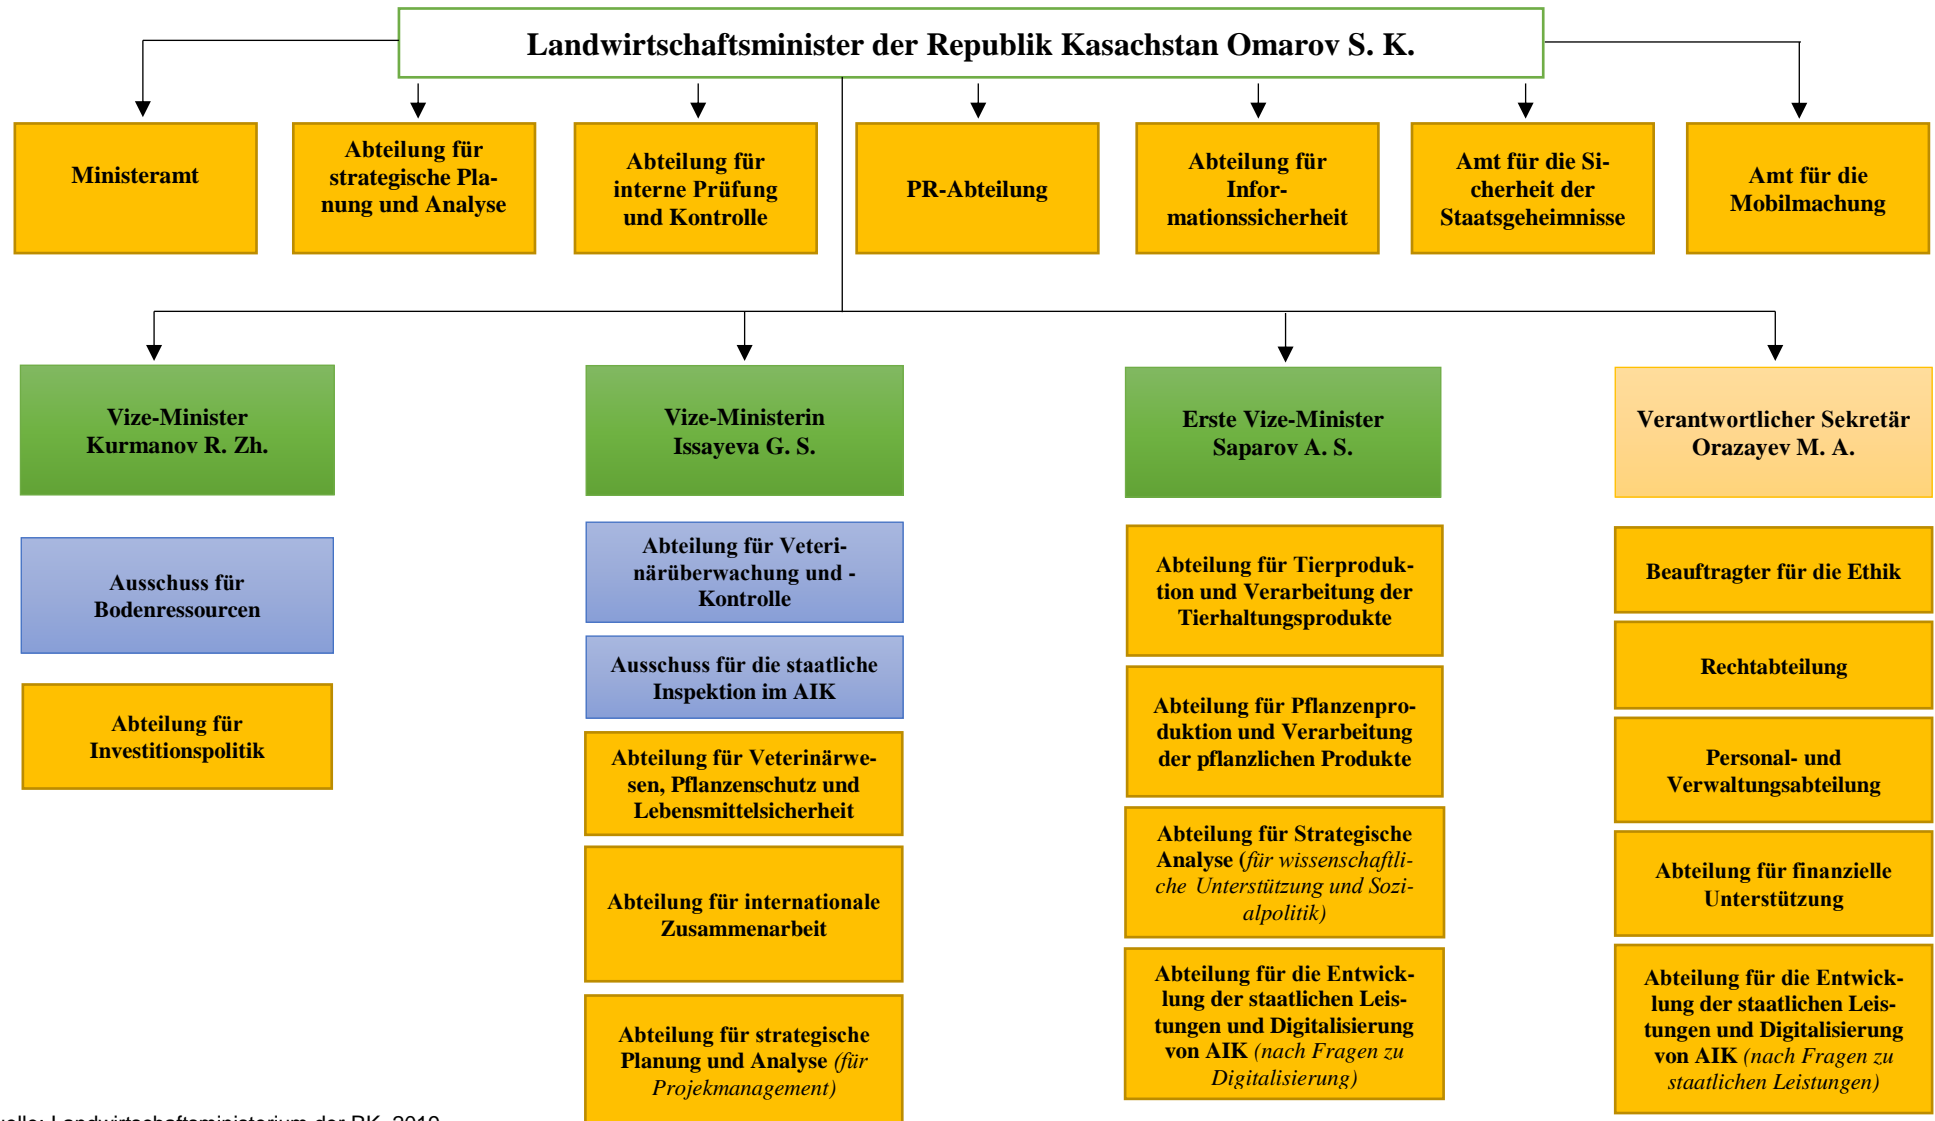 Landwirtschaftsminister der Republik Kasachstan Omarov S. K.
Ministeramt
Abteilung für
strategische Pla-
nung und Analyse
Abteilung für
interne Prüfung
und Kontrolle
PR-Abteilung
Abteilung für
Infor-
mationssicherheit
Amt für die Si-
cherheit der
Staatsgeheimnisse
Amt für die
Mobilmachung
Vize-Minister
Kurmanov R. Zh.
Vize-Ministerin
Issayeva G. S.
Erste Vize-Minister
Saparov A. S.
Verantwortlicher Sekretär
Orazayev M. A.
Ausschuss für
Bodenressourcen
Abteilung für
Investitionspolitik
Abteilung für Veteri-
närüberwachung und -
Kontrolle
Ausschuss für die staatliche
Inspektion im AIK
Abteilung für Veterinärwe-
sen, Pflanzenschutz und
Lebensmittelsicherheit
Abteilung für internationale
Zusammenarbeit
Abteilung für strategische
Planung und Analyse (für
Projekmanagement)
Abteilung für Tierproduk-
tion und Verarbeitung der
Tierhaltungsprodukte
Abteilung für Pflanzenpro-
duktion und Verarbeitung
der pflanzlichen Produkte
Abteilung für Strategische
Analyse (für wissenschaftli-
che Unterstützung und Sozi-
alpolitik)
Abteilung für die Entwick-
lung der staatlichen Leis-
tungen und Digitalisierung
von AIK (nach Fragen zu
Digitalisierung)
Beauftragter für die Ethik
Rechtabteilung
Personal- und
Verwaltungsabteilung
Abteilung für finanzielle
Unterstützung
Abteilung für die Entwick-
lung der staatlichen Leis-
tungen und Digitalisierung
von AIK (nach Fragen zu
staatlichen Leistungen)
Landwirtschaftsministerium der RK, 2019